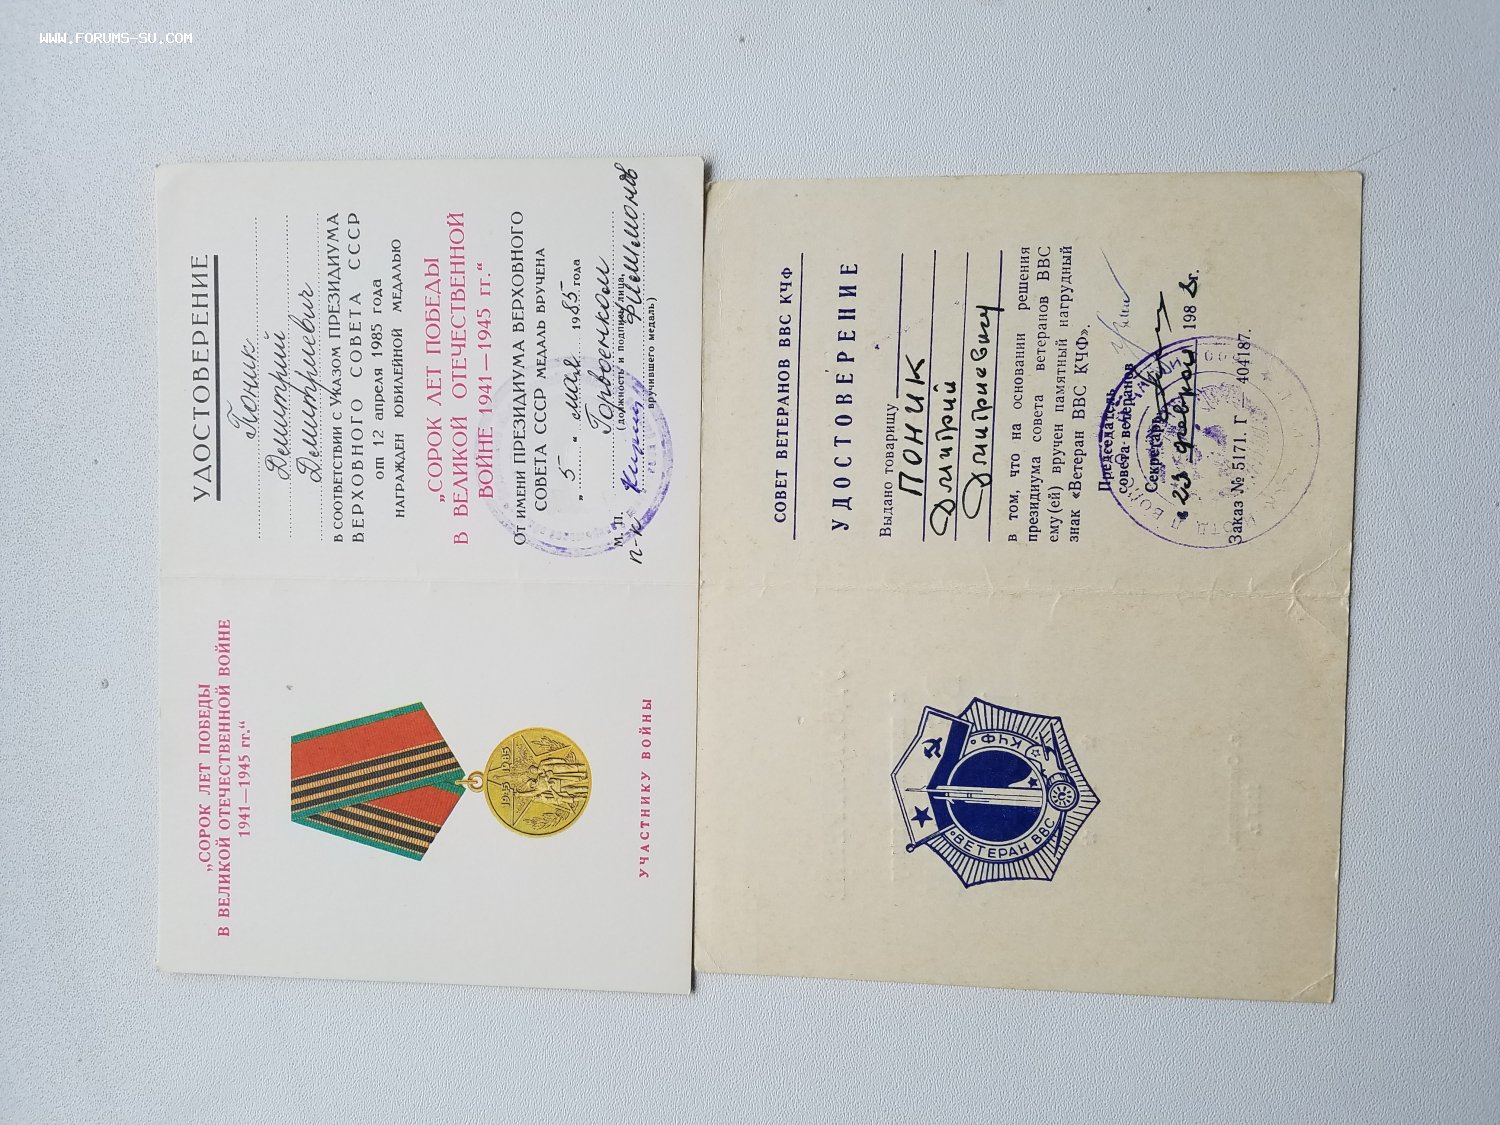 WWW.FORUMS-SU.COM
„СОРОК ЛЕТ ПОБЕДЫ
В ВЕЛИКОЙ ОТЕЧЕСТВЕННОЙ ВОЙНЕ
1941—1945 гг.“
1945 1985
УЧАСТНИКУ ВОЙНЫ
УДОСТОВЕРЕНИЕ
Поник
Дмитрий
Дмитриевич
В СООТВЕТСТВИИ С УКАЗОМ ПРЕЗИДИУМА
ВЕРХОВНОГО СОВЕТА СССР
от 12 апреля 1985 года
НАГРАЖДЕН ЮБИЛЕЙНОЙ МЕДАЛЬЮ
„СОРОК ЛЕТ ПОБЕДЫ
В ВЕЛИКОЙ ОТЕЧЕСТВЕННОЙ
ВОЙНЕ 1941—1945 гг.“
ОТ ИМЕНИ ПРЕЗИДИУМА ВЕРХОВНОГО
СОВЕТА СССР МЕДАЛЬ ВРУЧЕНА
„ 5 “ мая 1985 года
Горвоенком
М. П. (должность и подпись лица,
п-к Филимонов
вручившего медаль)
ВЕТЕРАН ВВС
КЧФ
СОВЕТ ВЕТЕРАНОВ ВВС КЧФ
УДОСТОВЕРЕНИЕ
Выдано товарищу
ПОНИК
Дмитрий
Дмитриевичу
в том, что на основании решения
президиума совета ветеранов ВВС
ему(ей) вручен памятный нагрудный
знак «Ветеран ВВС КЧФ».
Председатель
совета ветеранов
Секретарь
« 23 » 198 г.
Заказ № 5171. Г — 404187.